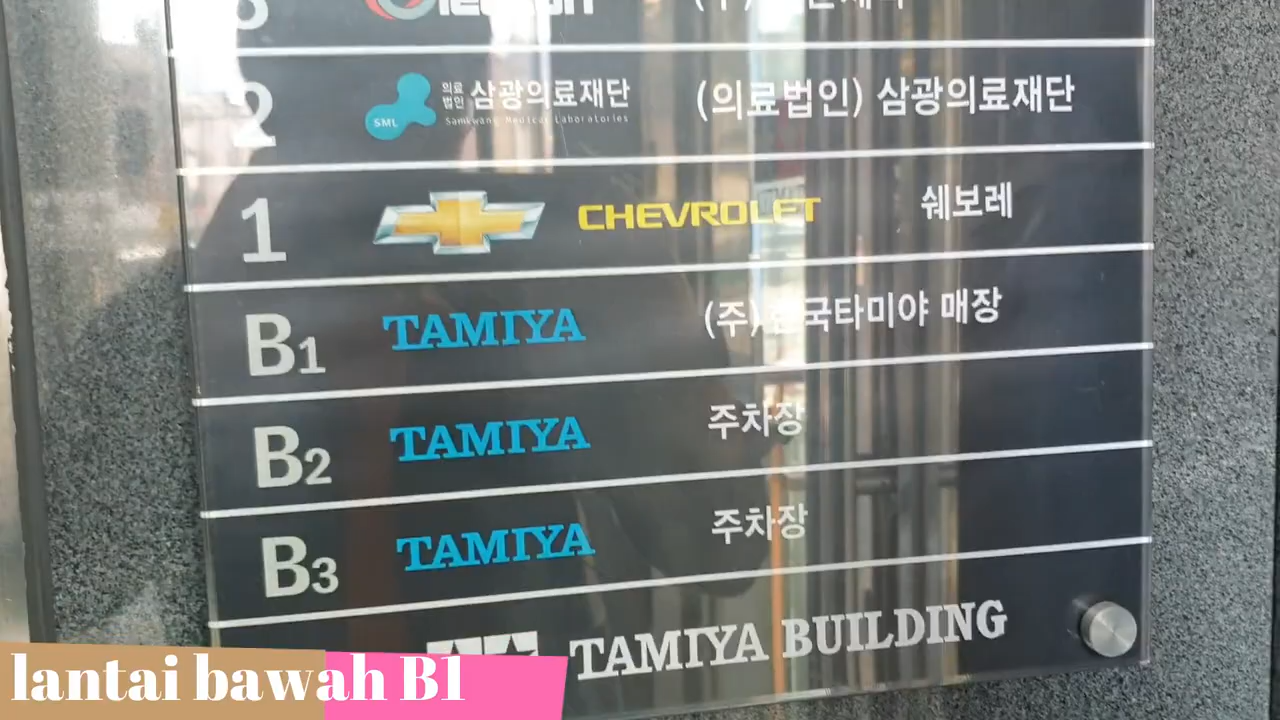 2 SML 의료법인 삼광의료재단 (의료법인) 삼광의료재단
Samkwang Medical Laboratories
1 CHEVROLET 쉐보레
B1 TAMIYA (주) 타미야 매장
B2 TAMIYA 주차장
B3 TAMIYA 주차장
TAMIYA BUILDING
lantai bawah B1